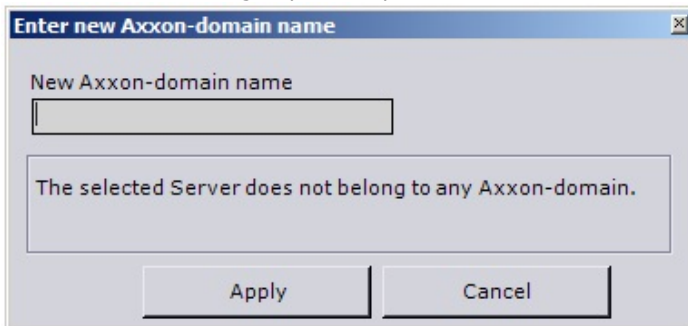 Enter new Axxon-domain name
New Axxon-domain name
The selected Server does not belong to any Axxon-domain.
Apply
Cancel